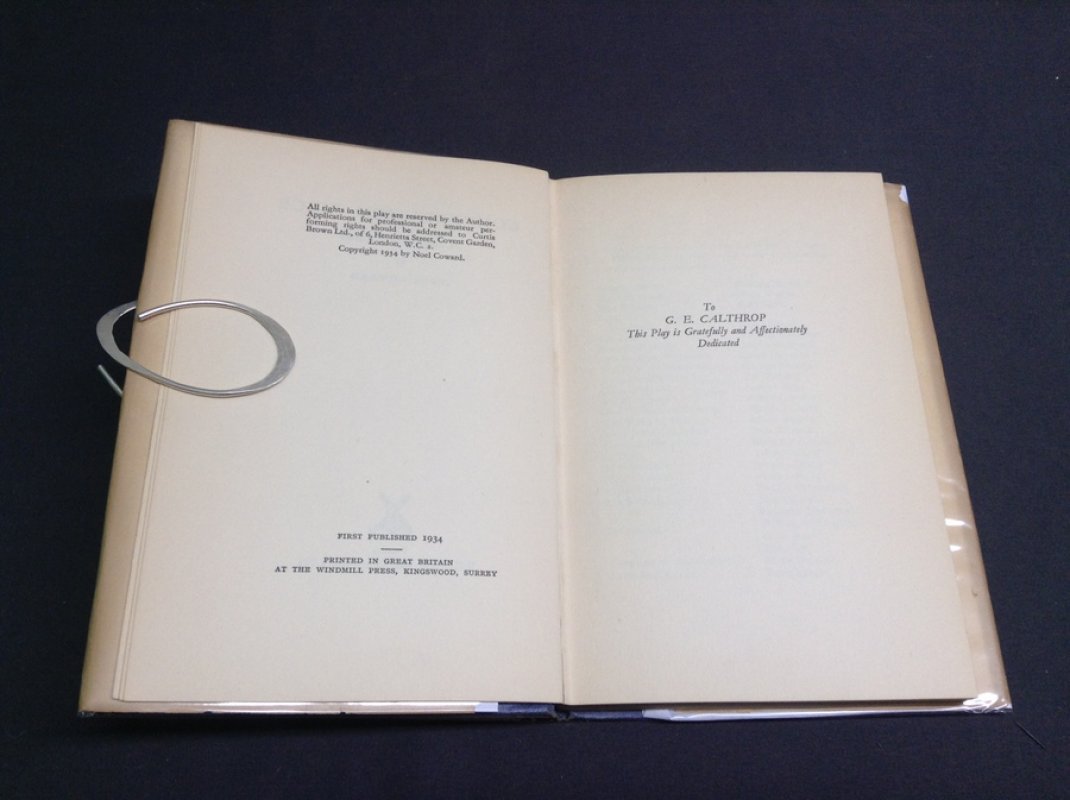 All rights in this play are reserved by the Author.
Applications for professional or amateur per-
forming rights should be addressed to Curtis
Brown Ltd., of 6, Henrietta Street, Covent Garden,
London, W.C. 2.
Copyright 1934 by Noel Coward.
FIRST PUBLISHED 1934
PRINTED IN GREAT BRITAIN
AT THE WINDMILL PRESS, KINGSWOOD, SURREY
To
G. E. CALTHROP
This Play is Gratefully and Affectionately
Dedicated